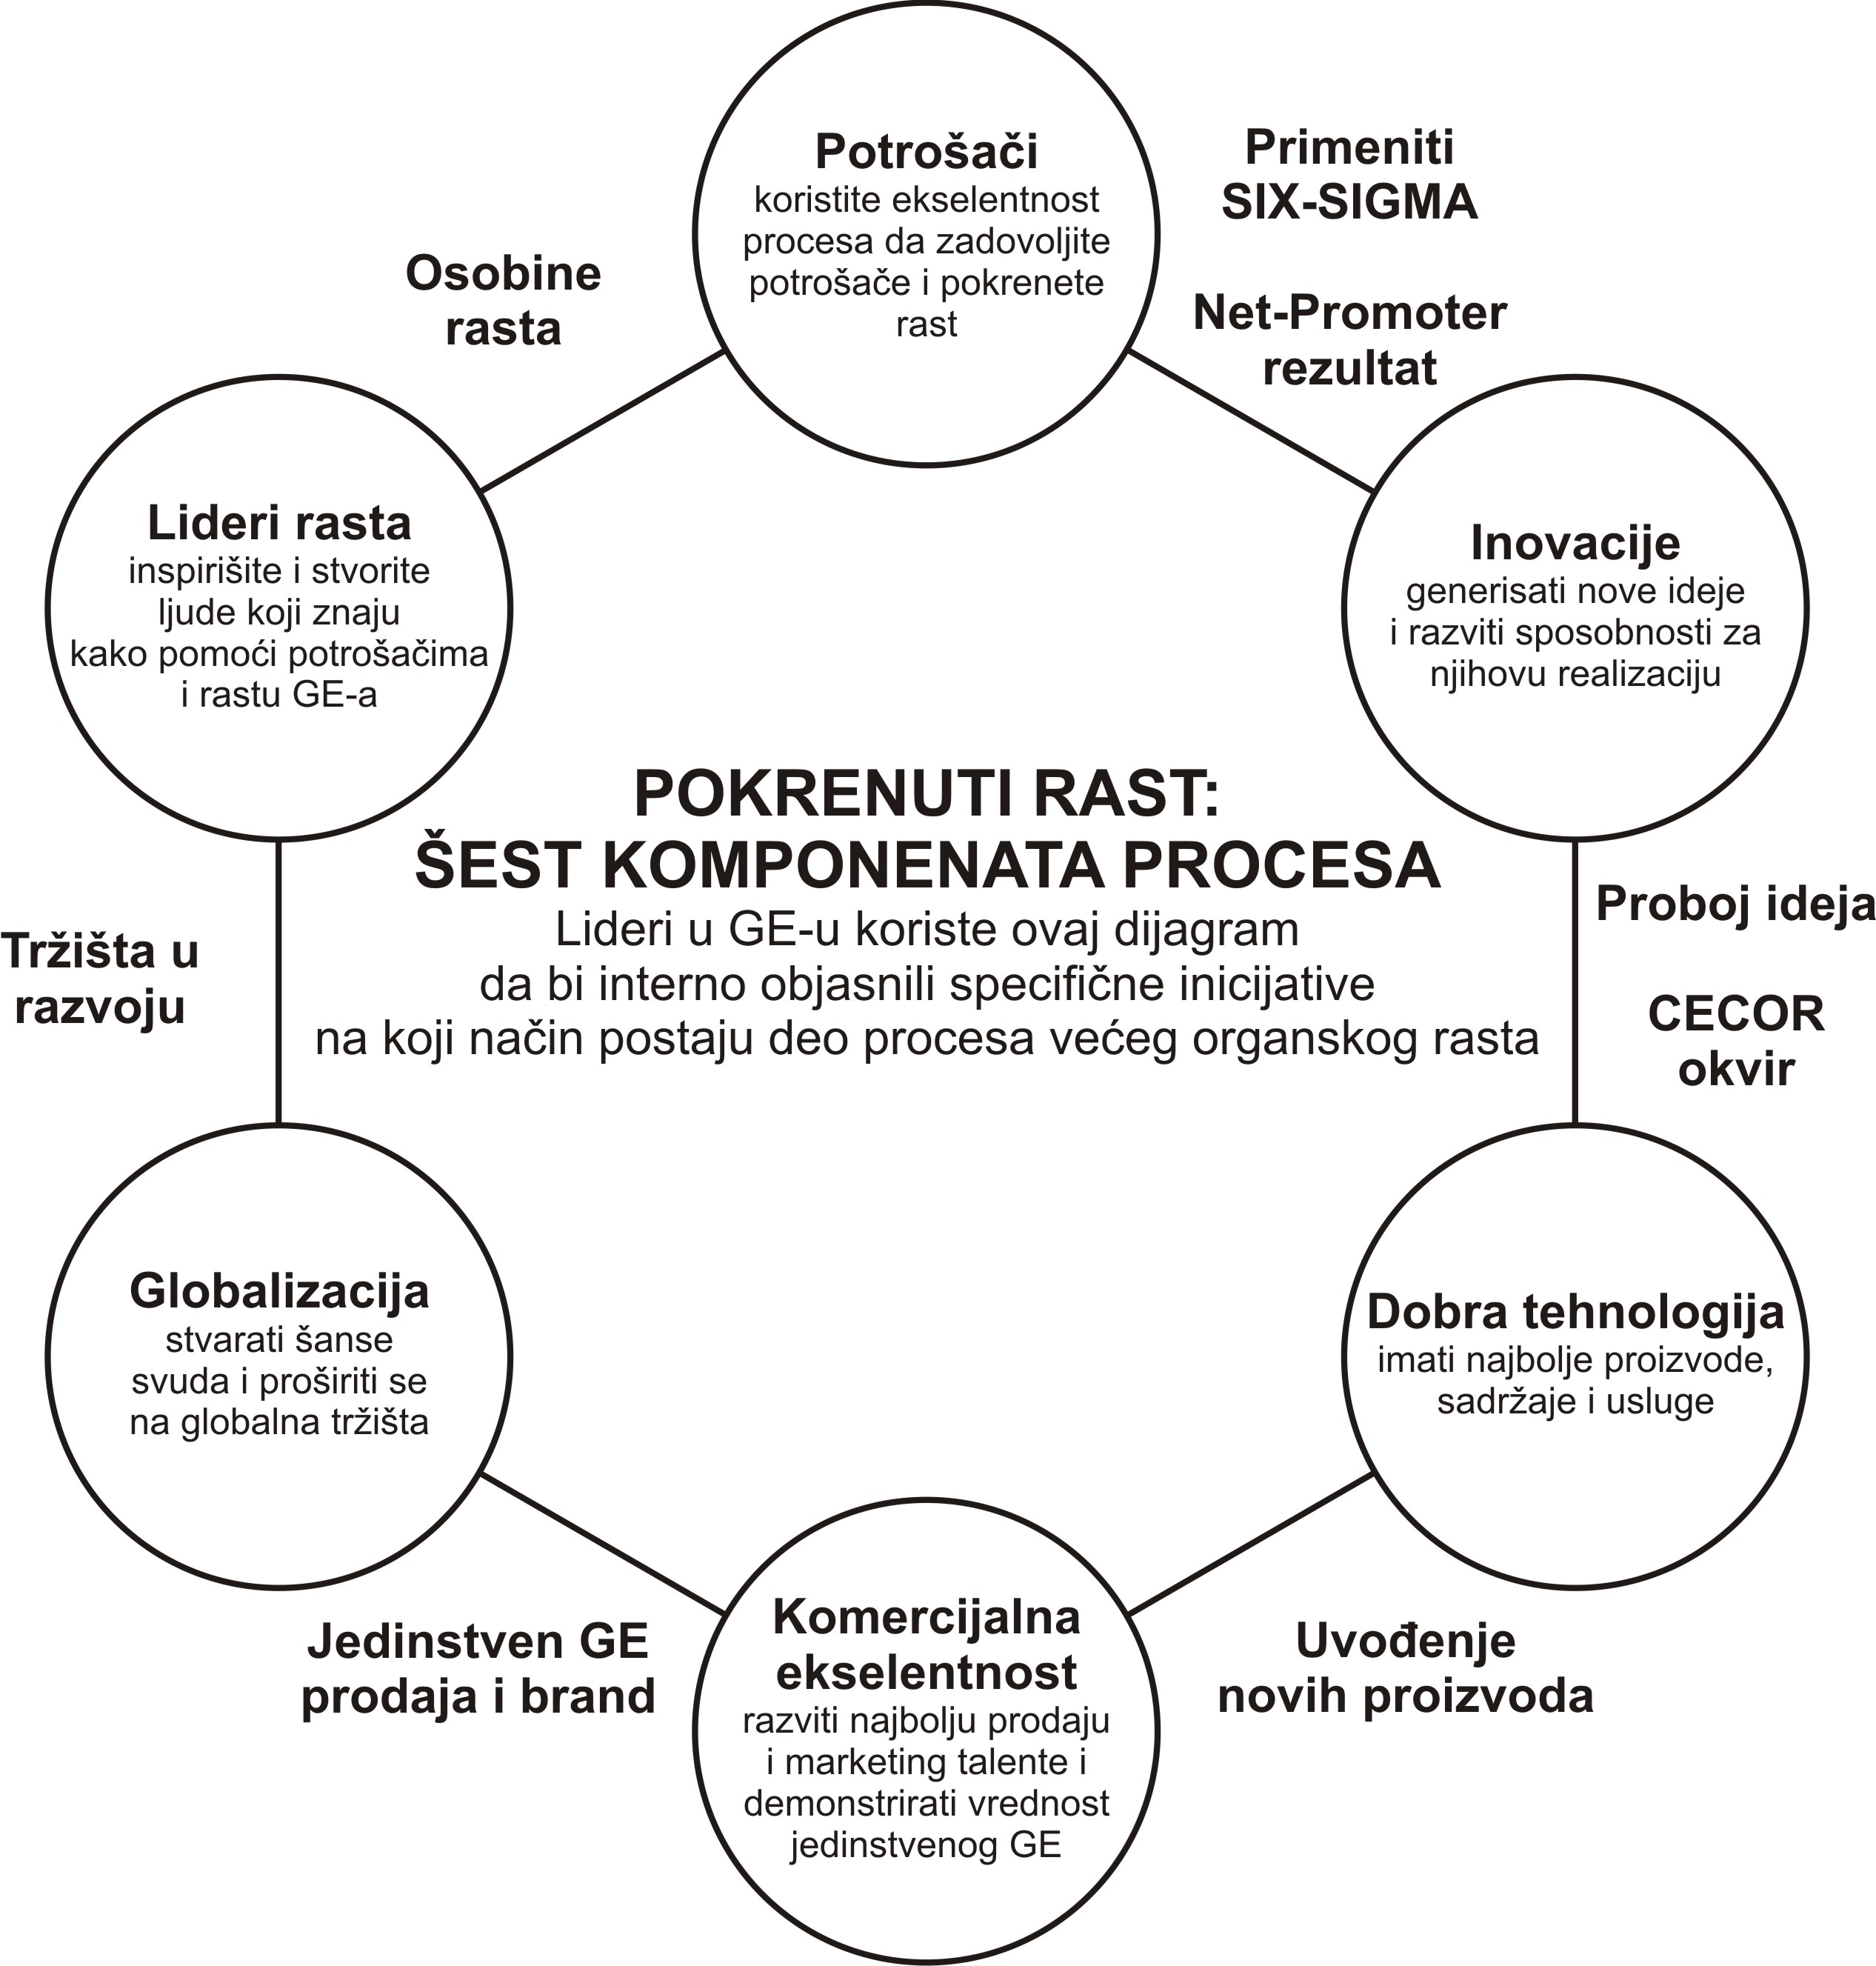 Potrošači
koristite ekselentnost
procesa da zadovoljite
potrošače i pokrenete
rast
Primeniti
SIX-SIGMA
Net-Promoter
rezultat
Osobine
rasta
Lideri rasta
inspirišite i stvorite
ljude koji znaju
kako pomoći potrošačima
i rastu GE-a
Inovacije
generisati nove ideje
i razviti sposobnosti za
njihovu realizaciju
POKRENUTI RAST:
ŠEST KOMPONENATA PROCESA
Lideri u GE-u koriste ovaj dijagram
da bi interno objasnili specifične inicijative
na koji način postaju deo procesa većeg organskog rasta
Tržišta u
razvoju
Proboj ideja
CECOR
okvir
Globalizacija
stvarati šanse
svuda i proširiti se
na globalna tržišta
Dobra tehnologija
imati najbolje proizvode,
sadržaje i usluge
Jedinstven GE
prodaja i brand
Komercijalna
ekselentnost
razviti najbolju prodaju
i marketing talente i
demonstrirati vrednost
jedinstvenog GE
Uvođenje
novih proizvoda